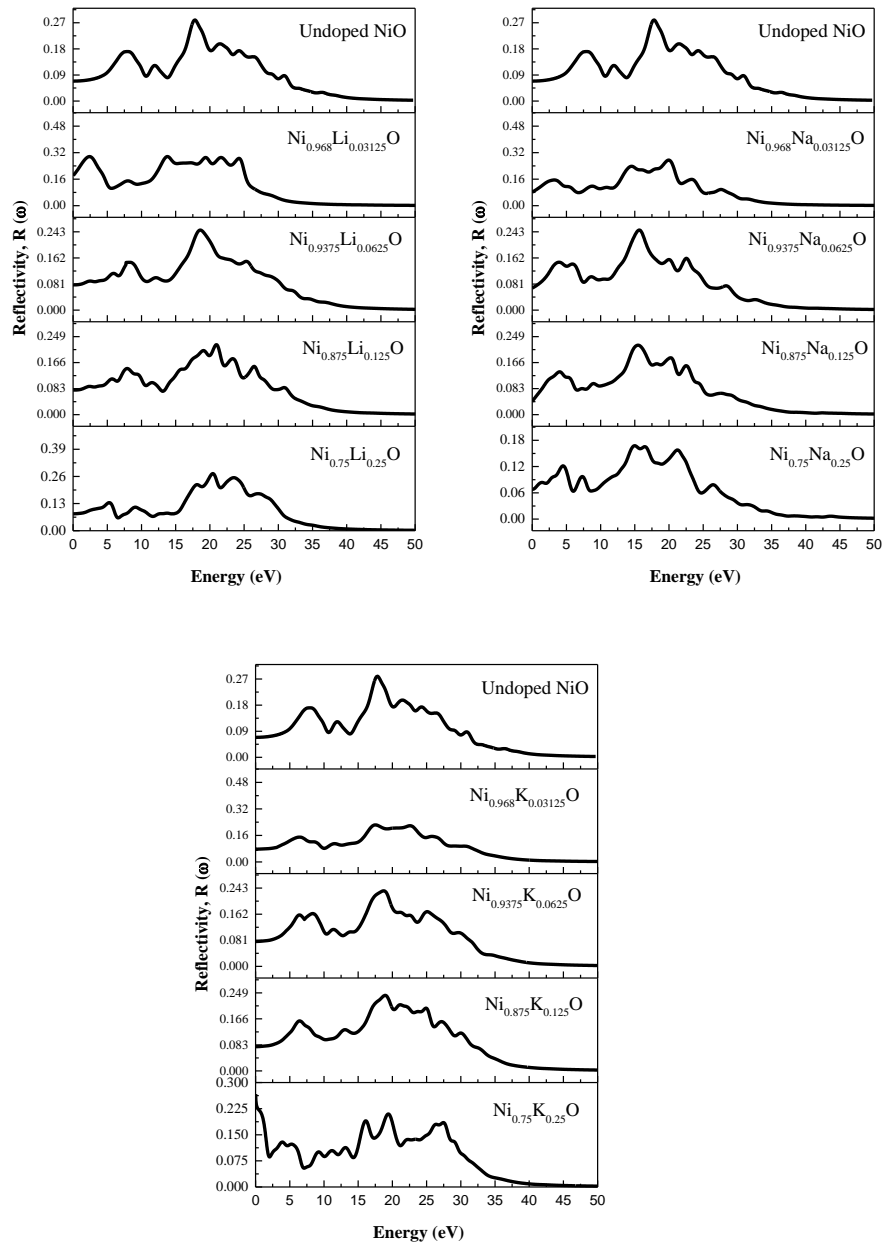 Undoped NiO
0.27
0.18
0.09
0.00
Ni0.968Li0.03125O
0.48
0.32
0.16
0.00
Ni0.9375Li0.0625O
0.243
0.162
0.081
0.000
Ni0.875Li0.125O
0.249
0.166
0.083
0.000
Ni0.75Li0.25O
0.39
0.26
0.13
0.00
0 5 10 15 20 25 30 35 40 45 50
Reflectivity, R (ω)
Energy (eV)
Undoped NiO
0.27
0.18
0.09
0.00
Ni0.968Na0.03125O
0.48
0.32
0.16
0.00
Ni0.9375Na0.0625O
0.243
0.162
0.081
0.000
Ni0.875Na0.125O
0.249
0.166
0.083
0.000
Ni0.75Na0.25O
0.18
0.12
0.06
0.00
0 5 10 15 20 25 30 35 40 45 50
Reflectivity, R (ω)
Energy (eV)
Undoped NiO
0.27
0.18
0.09
0.00
Ni0.968K0.03125O
0.48
0.32
0.16
0.00
Ni0.9375K0.0625O
0.243
0.162
0.081
0.000
Ni0.875K0.125O
0.249
0.166
0.083
0.000
0.300
Ni0.75K0.25O
0.225
0.150
0.075
0.000
0 5 10 15 20 25 30 35 40 45 50
Reflectivity, R (ω)
Energy (eV)